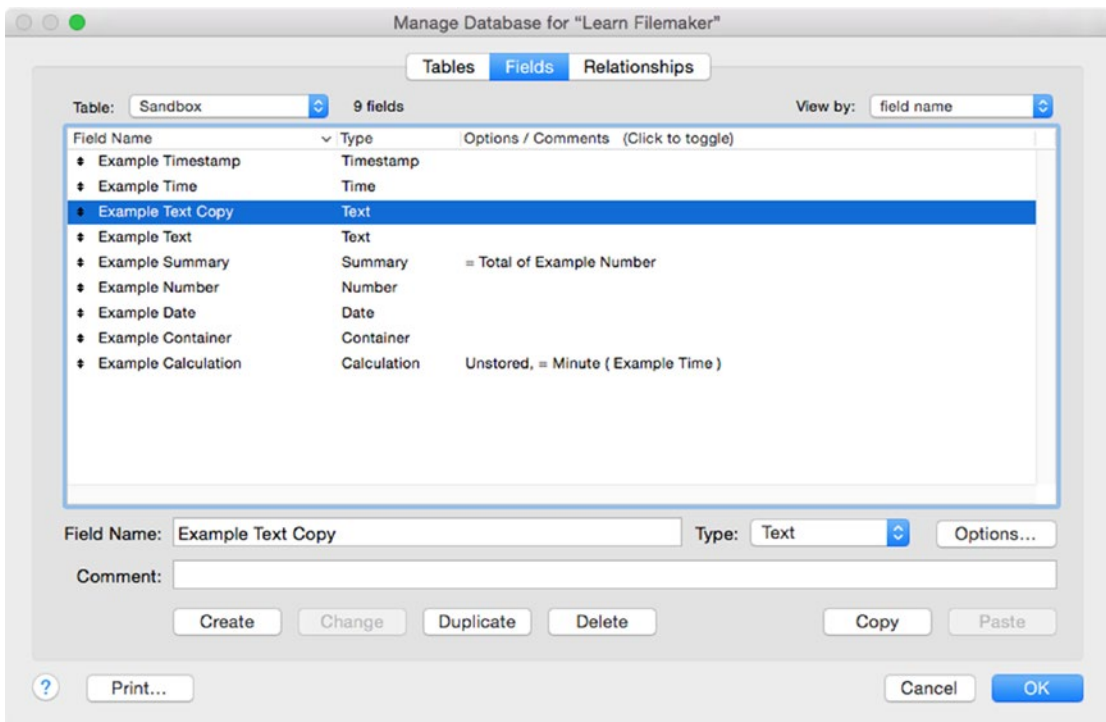 Manage Database for “Learn Filemaker”
Tables Fields Relationships
Table: Sandbox 9 fields View by: field name
Field Name Type Options / Comments (Click to toggle)
Example Timestamp Timestamp
Example Time Time
Example Text Copy Text
Example Text Text
Example Summary Summary = Total of Example Number
Example Number Number
Example Date Date
Example Container Container
Example Calculation Calculation Unstored, = Minute ( Example Time )
Field Name: Example Text Copy Type: Text Options...
Comment:
Create Change Duplicate Delete Copy Paste
? Print... Cancel OK